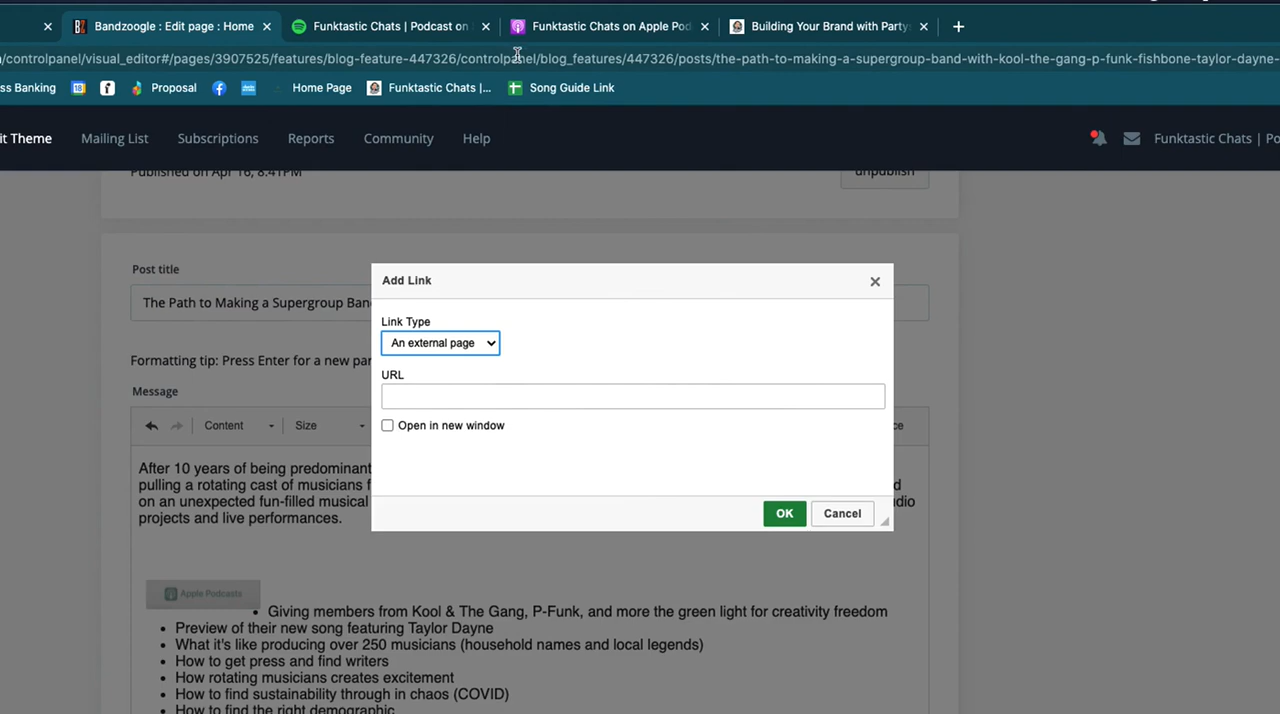 Bandzoogle : Edit page : Home
Funktastic Chats | Podcast on
Funktastic Chats on Apple Pod
Building Your Brand with Party
/controlpanel/visual_editor#/pages/3907525/features/blog-feature-447326/controlpanel/blog_features/447326/posts/the-path-to-making-a-supergroup-band-with-kool-the-gang-p-funk-fishbone-taylor-dayne-
ss Banking
Proposal
Home Page
Funktastic Chats |...
Song Guide Link
it Theme
Mailing List
Subscriptions
Reports
Community
Help
Funktastic Chats | Po
Published on Apr 16, 8:41PM
unpublish
Post title
The Path to Making a Supergroup Ban
Formatting tip: Press Enter for a new par
Message
Content
Size
ce
Add Link
Link Type
An external page
URL
Open in new window
OK
Cancel
After 10 years of being predominant
pulling a rotating cast of musicians f d
on an unexpected fun-filled musical udio
projects and live performances.
Apple Podcasts
• Giving members from Kool & The Gang, P-Funk, and more the green light for creativity freedom
• Preview of their new song featuring Taylor Dayne
• What it's like producing over 250 musicians (household names and local legends)
• How to get press and find writers
• How rotating musicians creates excitement
• How to find sustainability through in chaos (COVID)
• How to find the right demographic